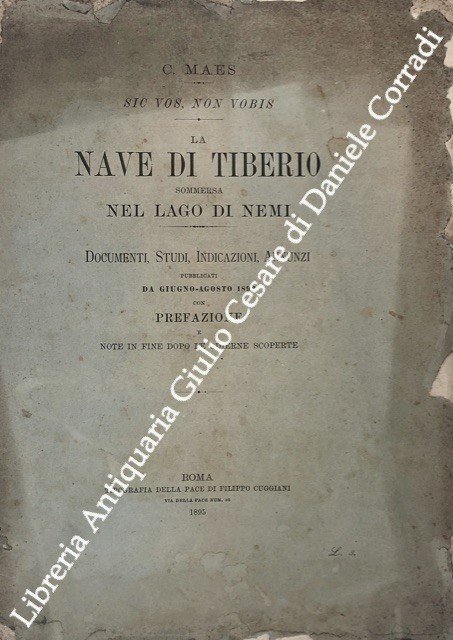 C. MAES
SIC VOS, NON VOBIS
LA
NAVE DI TIBERIO
SOMMERSA
NEL LAGO DI NEMI
DOCUMENTI, STUDI, INDICAZIONI,
PUBBLICATI
DA GIUGNO-AGOSTO
CON
PREFAZIONE
E
NOTE IN FINE DOPO SCOPERTE
ROMA
DELLA PACE DI FILIPPO CUGGIANI
VIA DELLA PACE NUM. 35
1895
L. 3.
Libreria Antiquaria Giulio Cesare di Daniele Corradi